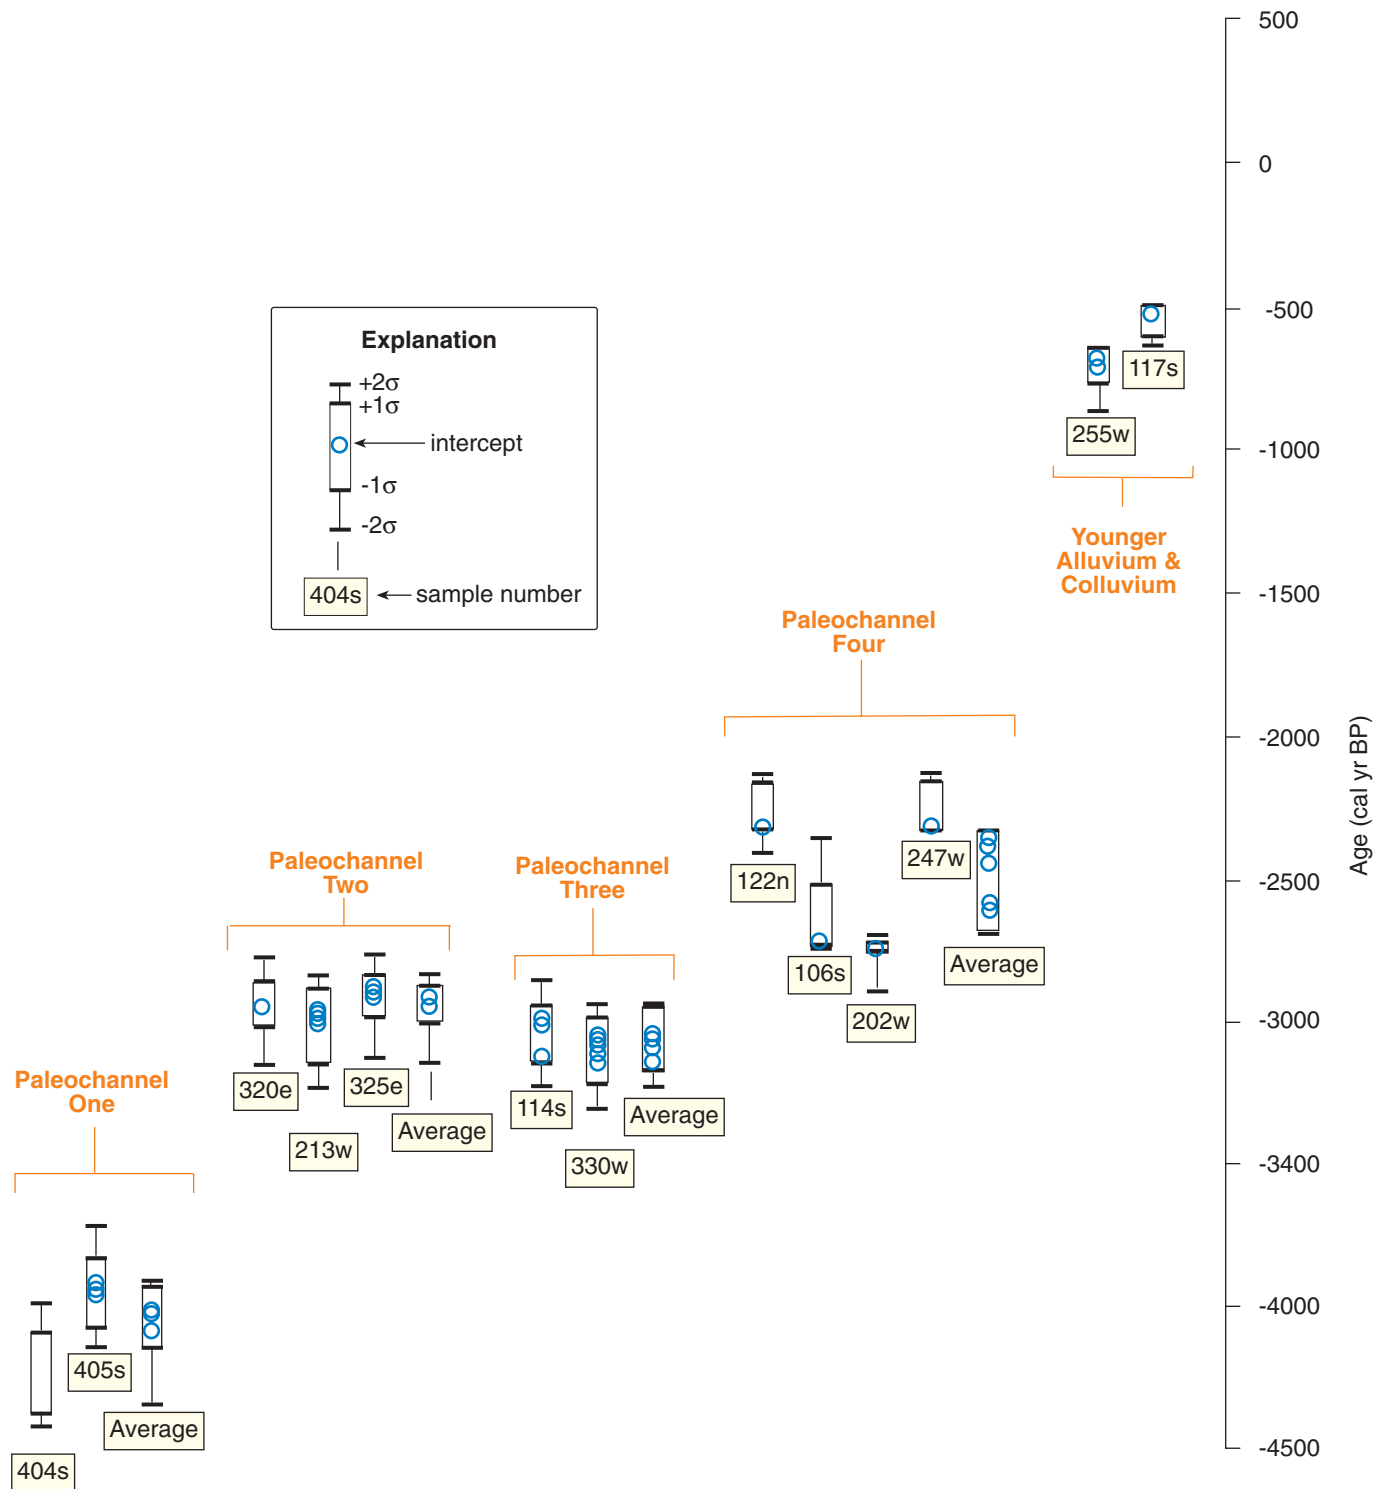 500
0
-500
-1000
-1500
-2000
-2500
-3000
-3400
-4000
-4500
Age (cal yr BP)
Explanation
+2σ
+1σ
intercept
-1σ
-2σ
404s
sample number
Paleochannel
One
404s
405s
Average
Paleochannel
Two
320e
213w
325e
Average
Paleochannel
Three
114s
330w
Average
Paleochannel
Four
122n
106s
202w
247w
Average
255w
117s
Younger
Alluvium &
Colluvium